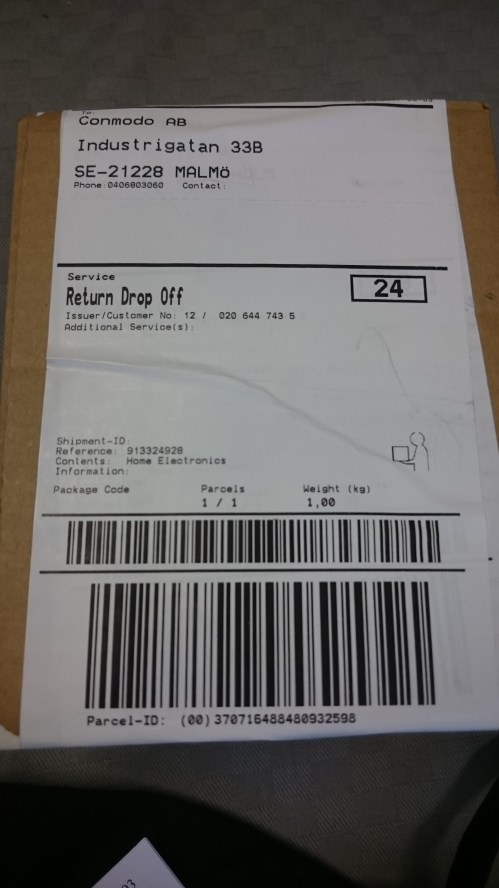 To
Conmodo AB
Industrigatan 33B
SE-21228 MALMÖ
Phone:0406803060 Contact:
Service
Return Drop Off
24
Issuer/Customer No: 12 / 020 644 743 5
Additional Service(s):
Shipment-ID:
Reference: 913324928
Contents: Home Electronics
Information:
Package Code Parcels Weight (kg)
1 / 1 1,00
Parcel-ID: (00)370716488480932598